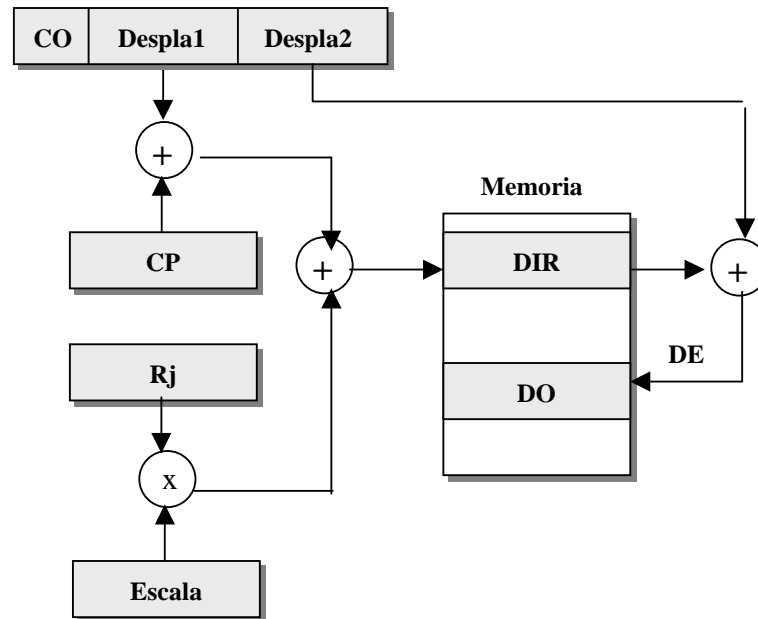 CO Despla1 Despla2
+
Memoria
CP
+
DIR
+
Rj
DE
DO
x
Escala